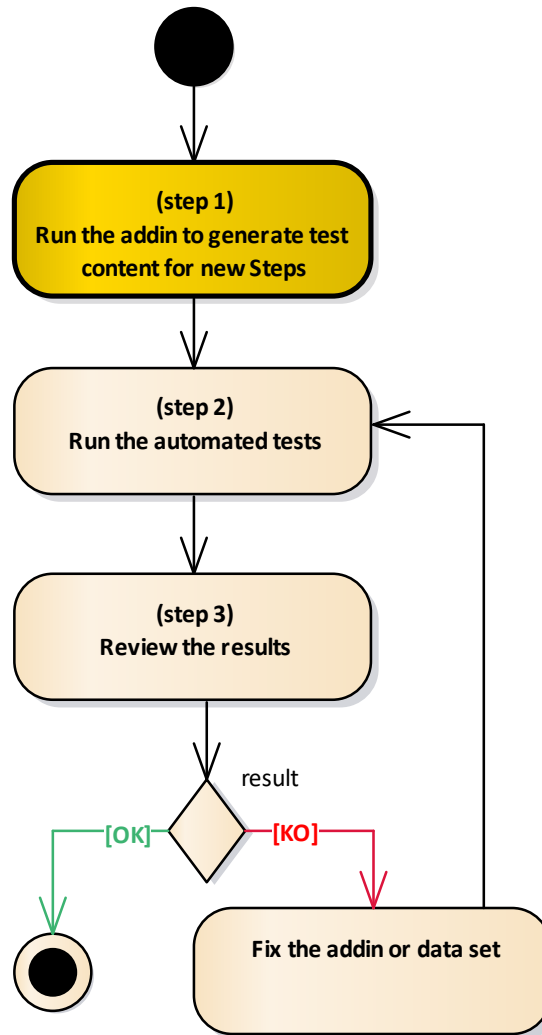 (step 1)
Run the addin to generate test
content for new Steps
(step 2)
Run the automated tests
(step 3)
Review the results
result
[OK]
[KO]
Fix the addin or data set